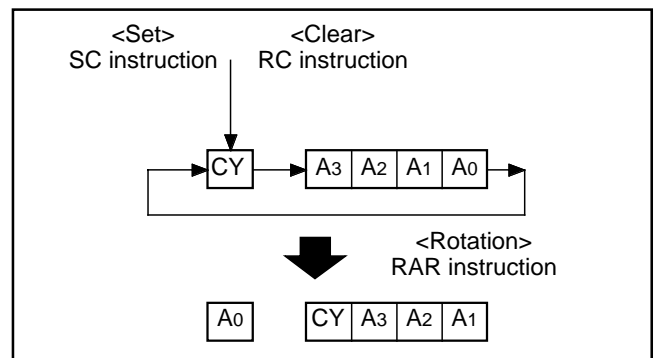 <Set> <Clear>
SC instruction RC instruction
CY A3 A2 A1 A0
<Rotation>
RAR instruction
A0 CY A3 A2 A1